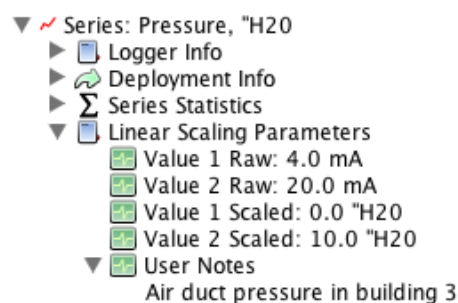 Series: Pressure, "H20
Logger Info
Deployment Info
Σ Series Statistics
Linear Scaling Parameters
Value 1 Raw: 4.0 mA
Value 2 Raw: 20.0 mA
Value 1 Scaled: 0.0 "H20
Value 2 Scaled: 10.0 "H20
User Notes
Air duct pressure in building 3